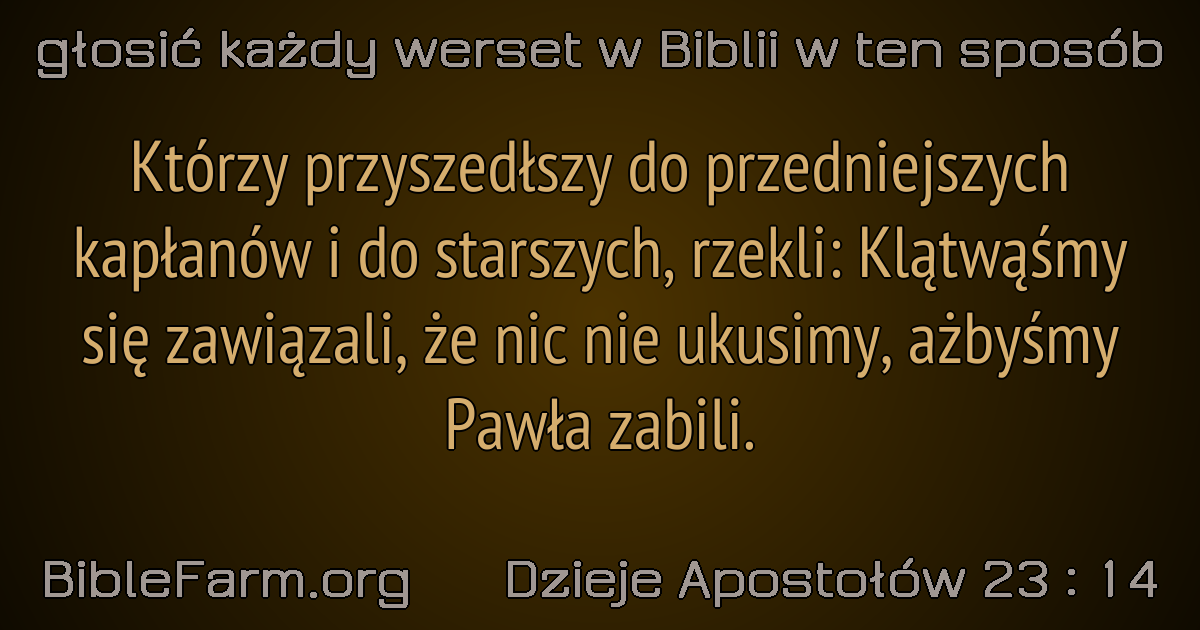 głosić każdy werset w Biblii w ten sposób
Którzy przyszedłszy do przedniejszych
kapłanów i do starszych, rzekli: Klątwąśmy
się zawiązali, że nic nie ukusimy, ażbyśmy
Pawła zabili.
BibleFarm.org Dzieje Apostołów 23 : 14